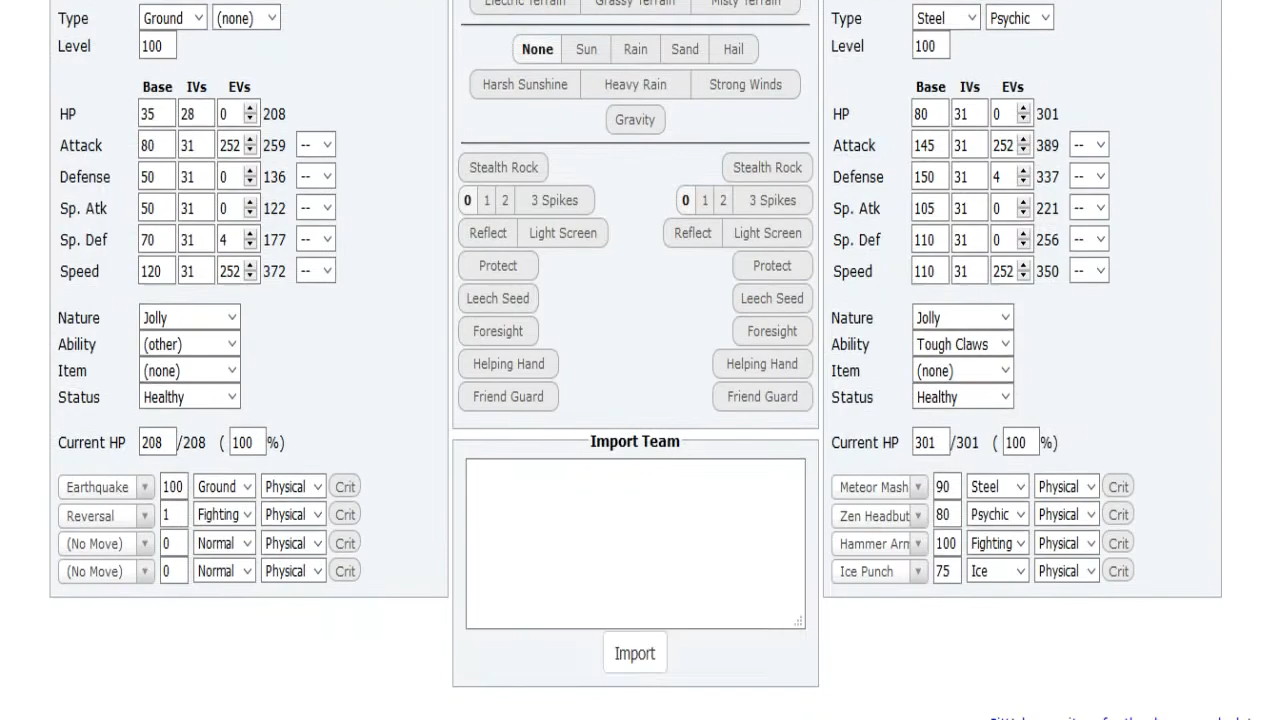 Electric Terrain Grassy Terrain Misty Terrain
Type Ground (none)
Level 100
Base IVs EVs
HP 35 28 0 208
Attack 80 31 252 259 --
Defense 50 31 0 136 --
Sp. Atk 50 31 0 122 --
Sp. Def 70 31 4 177 --
Speed 120 31 252 372 --
Nature Jolly
Ability (other)
Item (none)
Status Healthy
Current HP 208 /208 ( 100 %)
Earthquake 100 Ground Physical Crit
Reversal 1 Fighting Physical Crit
(No Move) 0 Normal Physical Crit
(No Move) 0 Normal Physical Crit
None Sun Rain Sand Hail
Harsh Sunshine Heavy Rain Strong Winds
Gravity
Stealth Rock Stealth Rock
0 1 2 3 Spikes 0 1 2 3 Spikes
Reflect Light Screen Reflect Light Screen
Protect Protect
Leech Seed Leech Seed
Foresight Foresight
Helping Hand Helping Hand
Friend Guard Friend Guard
Import Team
Import
Type Steel Psychic
Level 100
Base IVs EVs
HP 80 31 0 301
Attack 145 31 252 389 --
Defense 150 31 4 337 --
Sp. Atk 105 31 0 221 --
Sp. Def 110 31 0 256 --
Speed 110 31 252 350 --
Nature Jolly
Ability Tough Claws
Item (none)
Status Healthy
Current HP 301 /301 ( 100 %)
Meteor Mash 90 Steel Physical Crit
Zen Headbut 80 Psychic Physical Crit
Hammer Arm 100 Fighting Physical Crit
Ice Punch 75 Ice Physical Crit